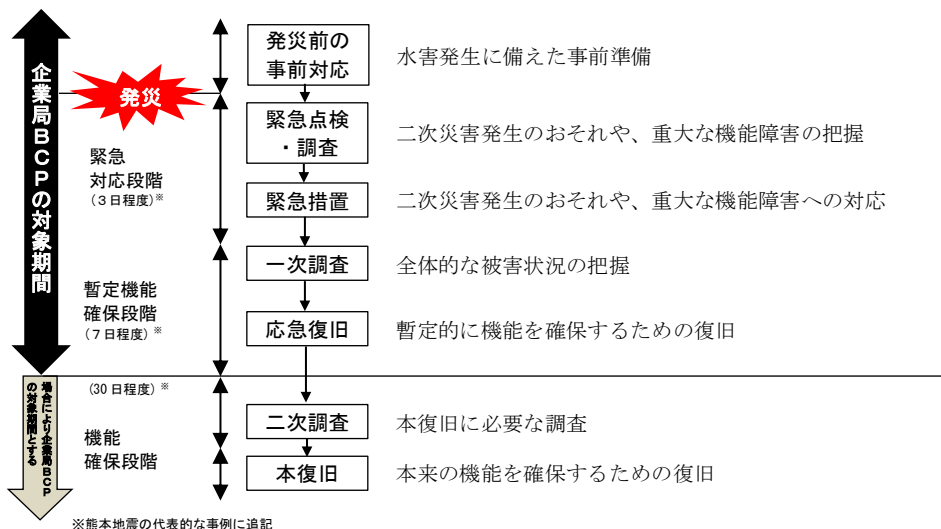 企業局BCPの対象期間
発災
緊急
対応段階
(3日程度)※
暫定機能
確保段階
(7日程度)※
場合により企業局BCP
の対象期間とする
(30日程度)※
機能
確保段階
発災前の
事前対応
水害発生に備えた事前準備
緊急点検
・調査
二次災害発生のおそれや、重大な機能障害の把握
緊急措置
二次災害発生のおそれや、重大な機能障害への対応
一次調査
全体的な被害状況の把握
応急復旧
暫定的に機能を確保するための復旧
二次調査
本復旧に必要な調査
本復旧
本来の機能を確保するための復旧
※熊本地震の代表的な事例に追記